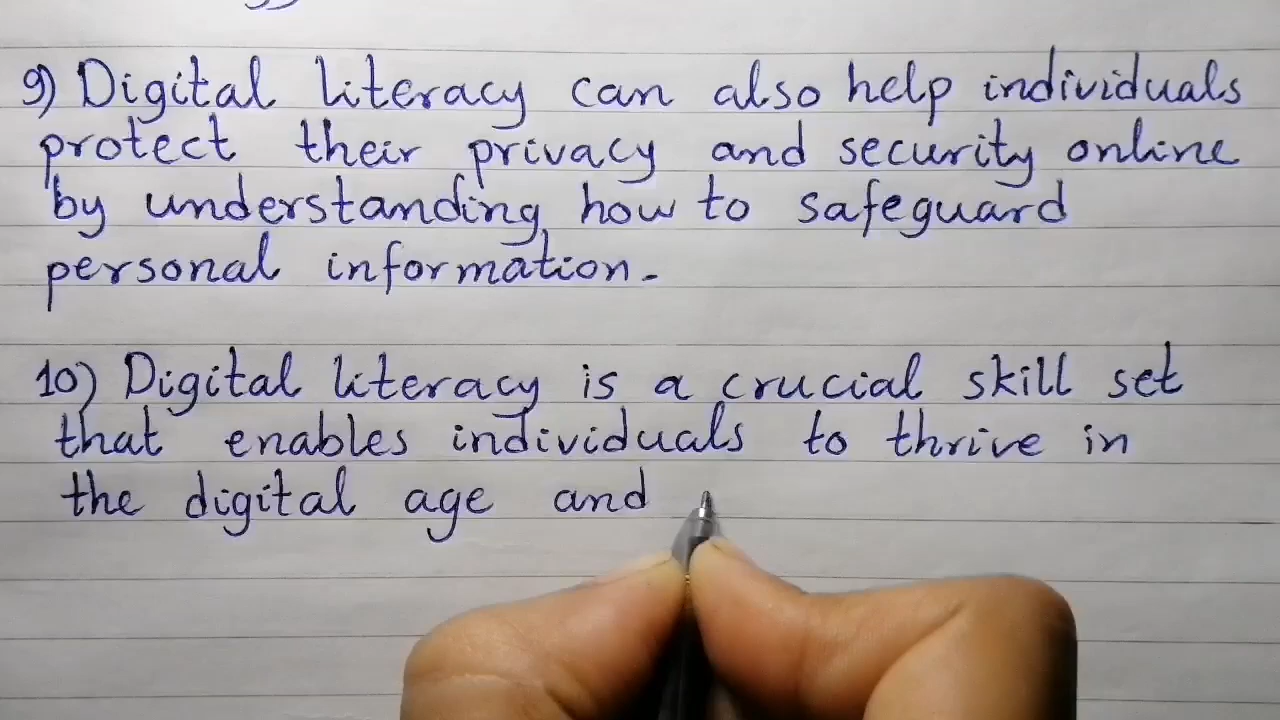 9) Digital literacy can also help individuals
protect their privacy and security online
by understanding how to safeguard
personal information.
10) Digital literacy is a crucial skill set
that enables individuals to thrive in
the digital age and